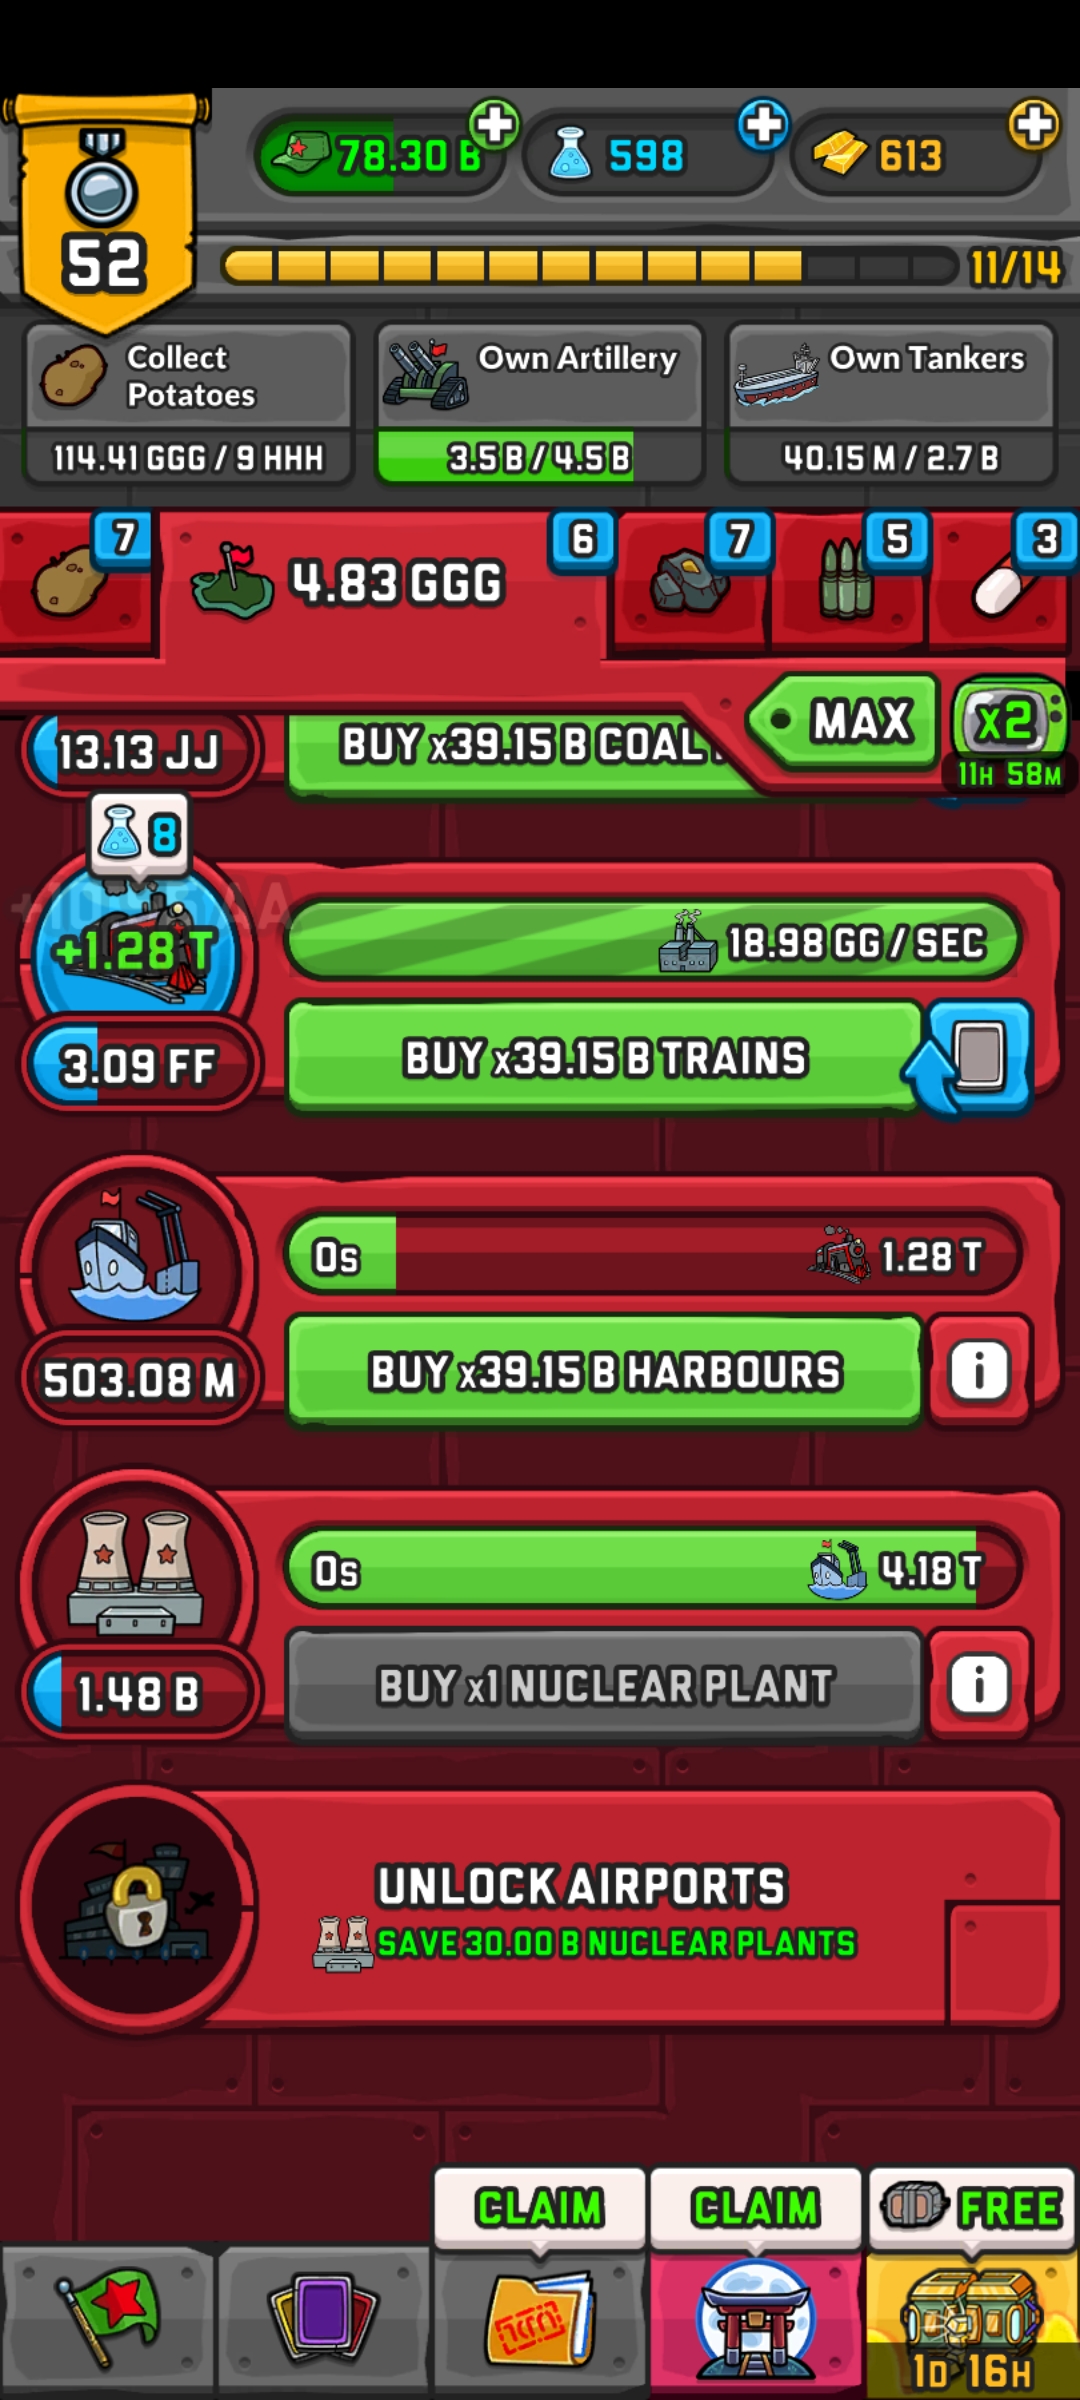 78.30 B
598
613
52
11/14
Collect
Potatoes
Own Artillery
Own Tankers
114.41 GGG / 9 HHH
3.5 B / 4.5 B
40.15 M / 2.7 B
7
4.83 GGG
6
7
5
3
MAX
x2
11H 58M
13.13 JJ
BUY x39.15 B COAL
8
+1.28 T
18.98 GG / SEC
3.09 FF
BUY x39.15 B TRAINS
0s
1.28 T
503.08 M
BUY x39.15 B HARBOURS
i
0s
4.18 T
1.48 B
BUY x1 NUCLEAR PLANT
i
UNLOCK AIRPORTS
SAVE 30.00 B NUCLEAR PLANTS
CLAIM
CLAIM
FREE
1D 16H